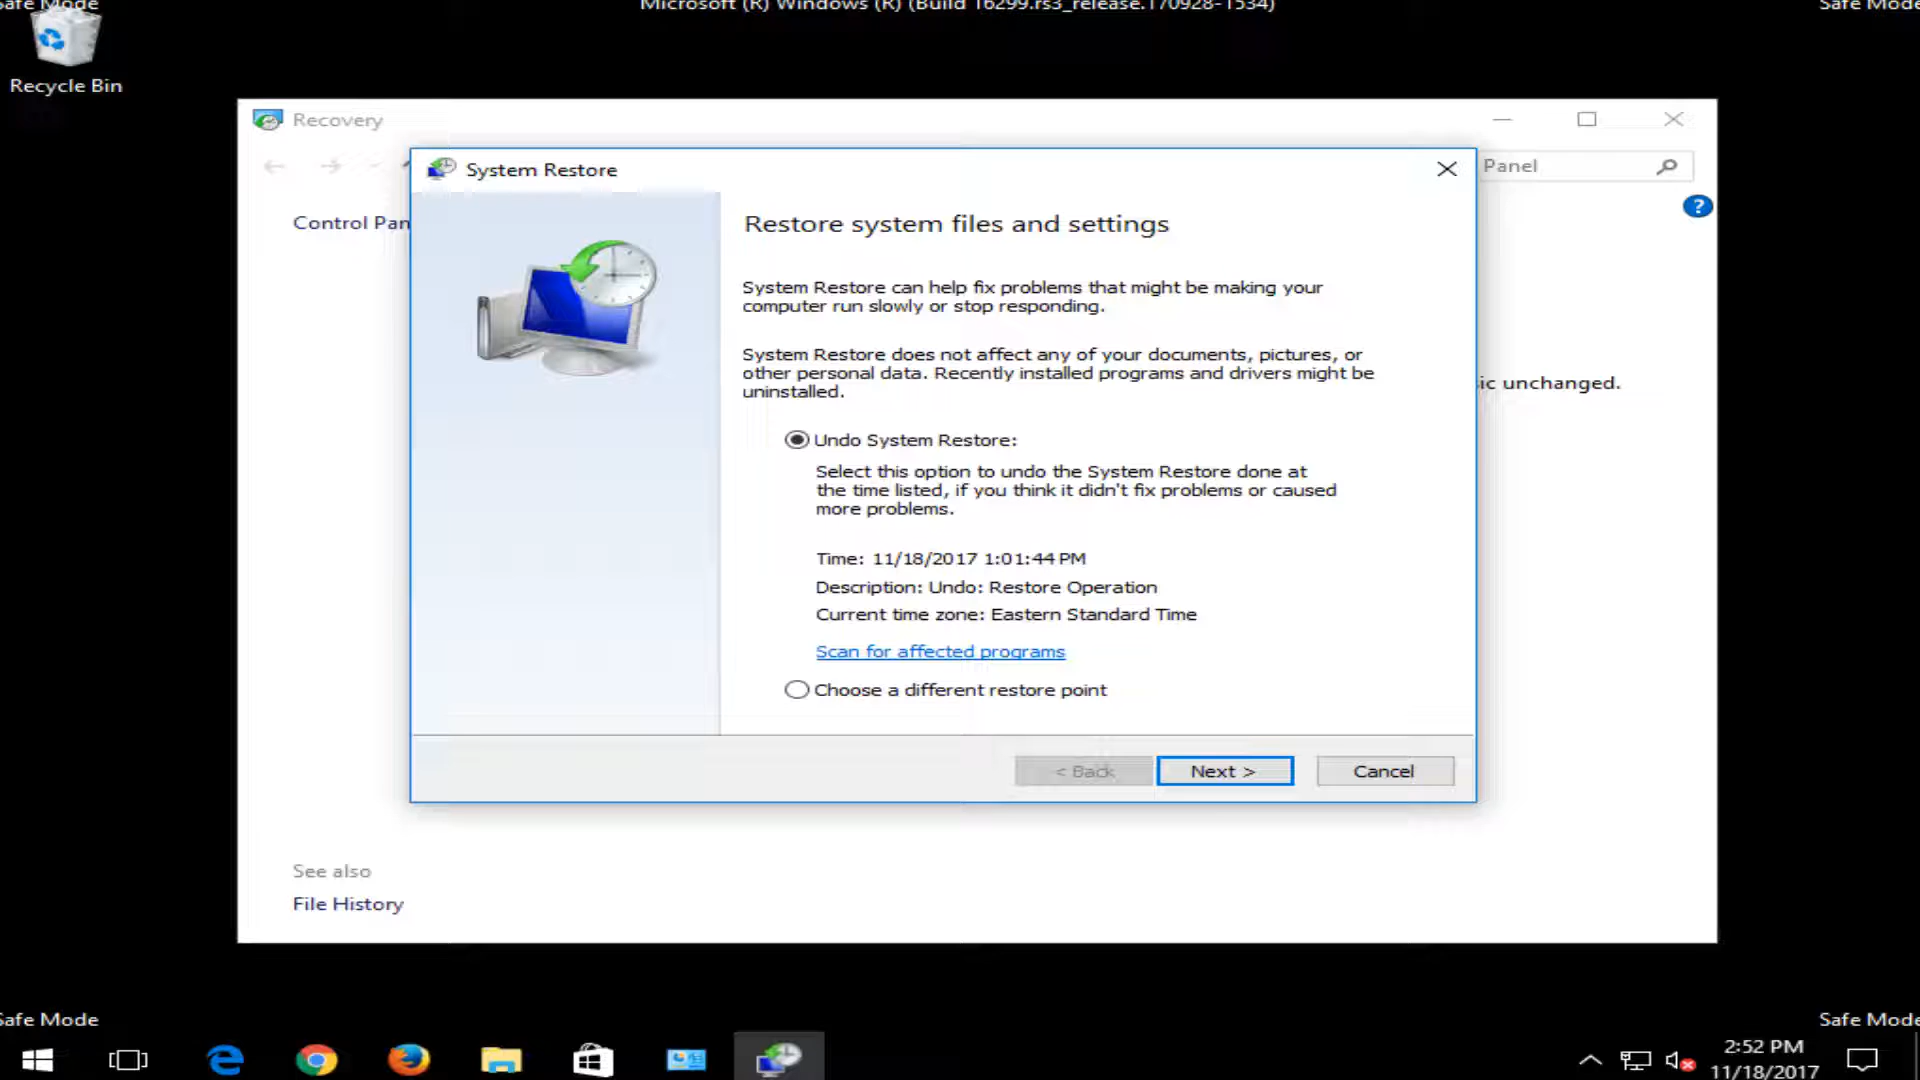 Safe Mode
Microsoft (R) Windows (R) (Build 16299.rs3_release.170928-1534)
Safe Mode
Recycle Bin
Recovery
Panel
Control Pan
System Restore
Restore system files and settings
System Restore can help fix problems that might be making your
computer run slowly or stop responding.
System Restore does not affect any of your documents, pictures, or
other personal data. Recently installed programs and drivers might be
uninstalled.
ic unchanged.
Undo System Restore:
Select this option to undo the System Restore done at
the time listed, if you think it didn't fix problems or caused
more problems.
Time: 11/18/2017 1:01:44 PM
Description: Undo: Restore Operation
Current time zone: Eastern Standard Time
Scan for affected programs
Choose a different restore point
< Back
Next >
Cancel
See also
File History
Safe Mode
Safe Mode
2:52 PM
11/18/2017